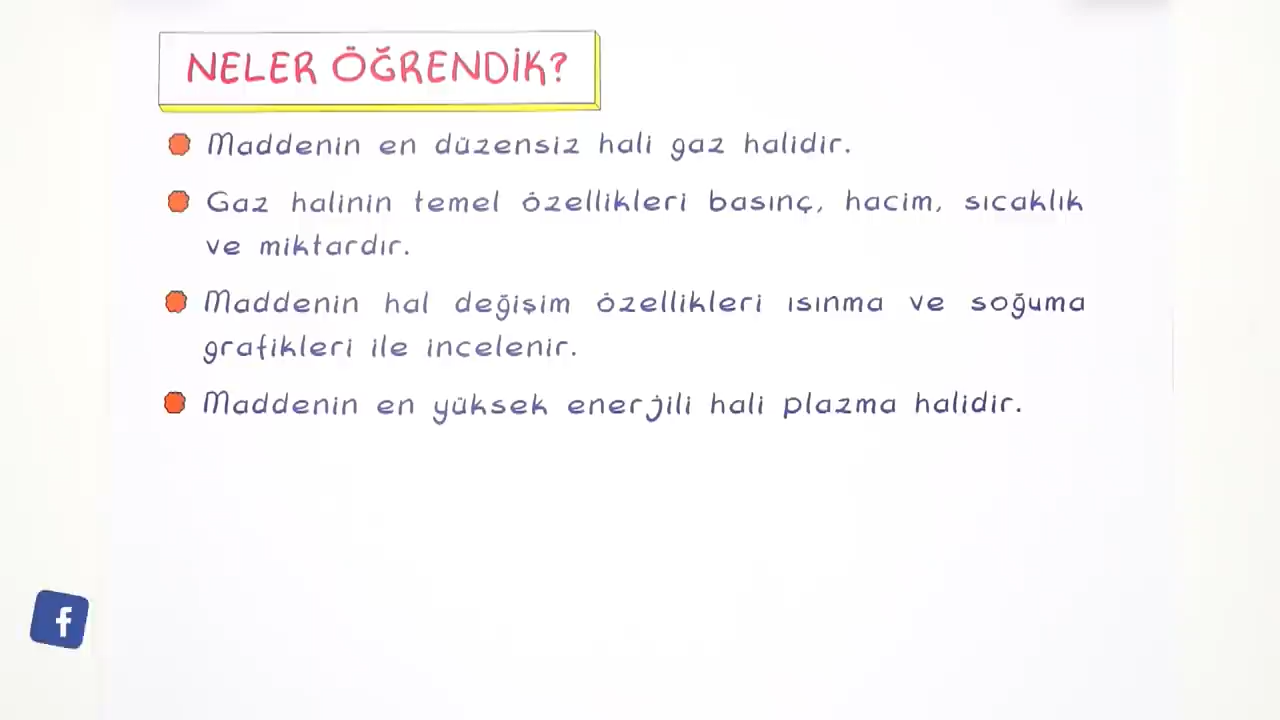 NELER ÖĞRENDİK?
Maddenin en düzensiz hali gaz halidir.
Gaz halinin temel özellikleri basınç, hacim, sıcaklık
ve miktardır.
Maddenin hal değişim özellikleri ısınma ve soğuma
grafikleri ile incelenir.
Maddenin en yüksek enerjili hali plazma halidir.
f